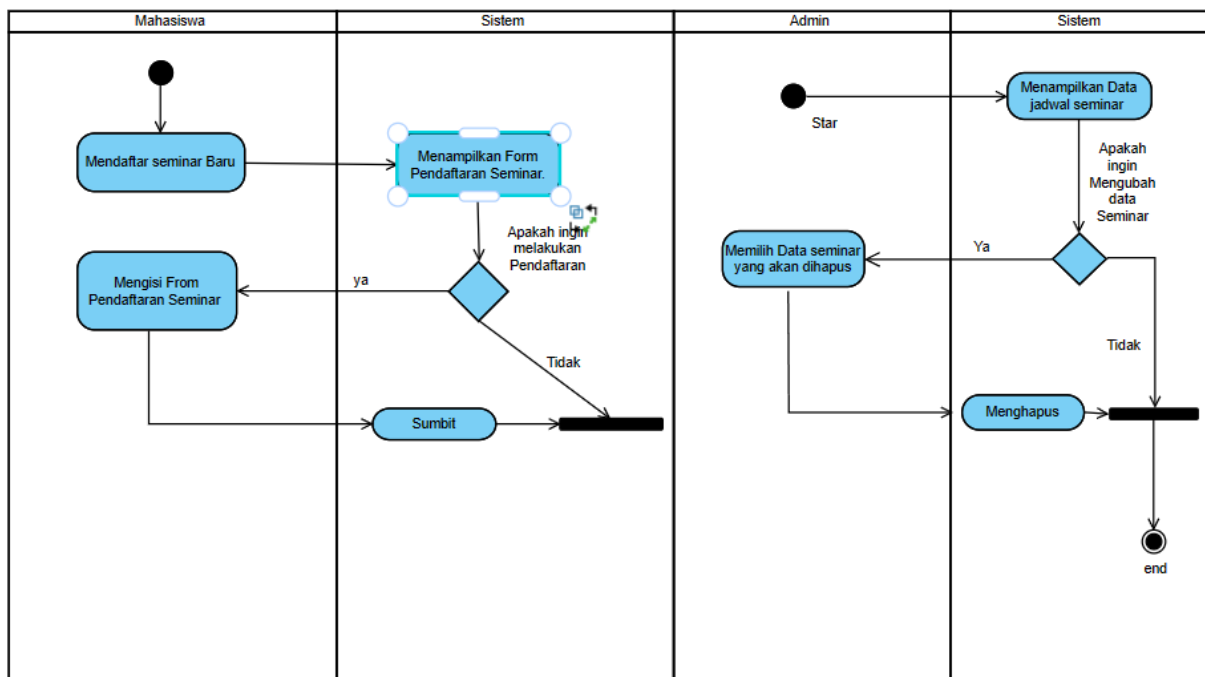 Mahasiswa
Sistem
Admin
Sistem
Mendaftar seminar Baru
Menampilkan Form
Pendaftaran Seminar.
Apakah ingin
melakukan
Pendaftaran
ya
Mengisi From
Pendaftaran Seminar
Tidak
Sumbit
Star
Menampilkan Data
jadwal seminar
Apakah
ingin
Mengubah
data
Seminar
Ya
Memilih Data seminar
yang akan dihapus
Tidak
Menghapus
end